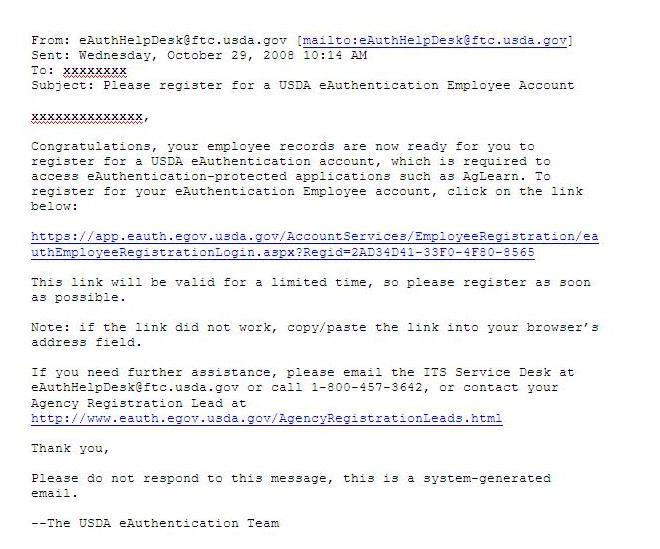 From: eAuthHelpDesk@ftc.usda.gov [mailto:eAuthHelpDesk@ftc.usda.gov]
Sent: Wednesday, October 29, 2008 10:14 AM
To: xxxxxxxx
Subject: Please register for a USDA eAuthentication Employee Account
xxxxxxxxxxxxxx,
Congratulations, your employee records are now ready for you to
register for a USDA eAuthentication account, which is required to
access eAuthentication-protected applications such as AgLearn. To
register for your eAuthentication Employee account, click on the link
below:
https://app.eauth.egov.usda.gov/AccountServices/EmployeeRegistration/ea
uthEmployeeRegistrationLogin.aspx?Regid=2AD34D41-33F0-4F80-8565
This link will be valid for a limited time, so please register as soon
as possible.
Note: if the link did not work, copy/paste the link into your browser’s
address field.
If you need further assistance, please email the ITS Service Desk at
eAuthHelpDesk@ftc.usda.gov or call 1-800-457-3642, or contact your
Agency Registration Lead at
http://www.eauth.egov.usda.gov/AgencyRegistrationLeads.html
Thank you,
Please do not respond to this message, this is a system-generated
email.
--The USDA eAuthentication Team